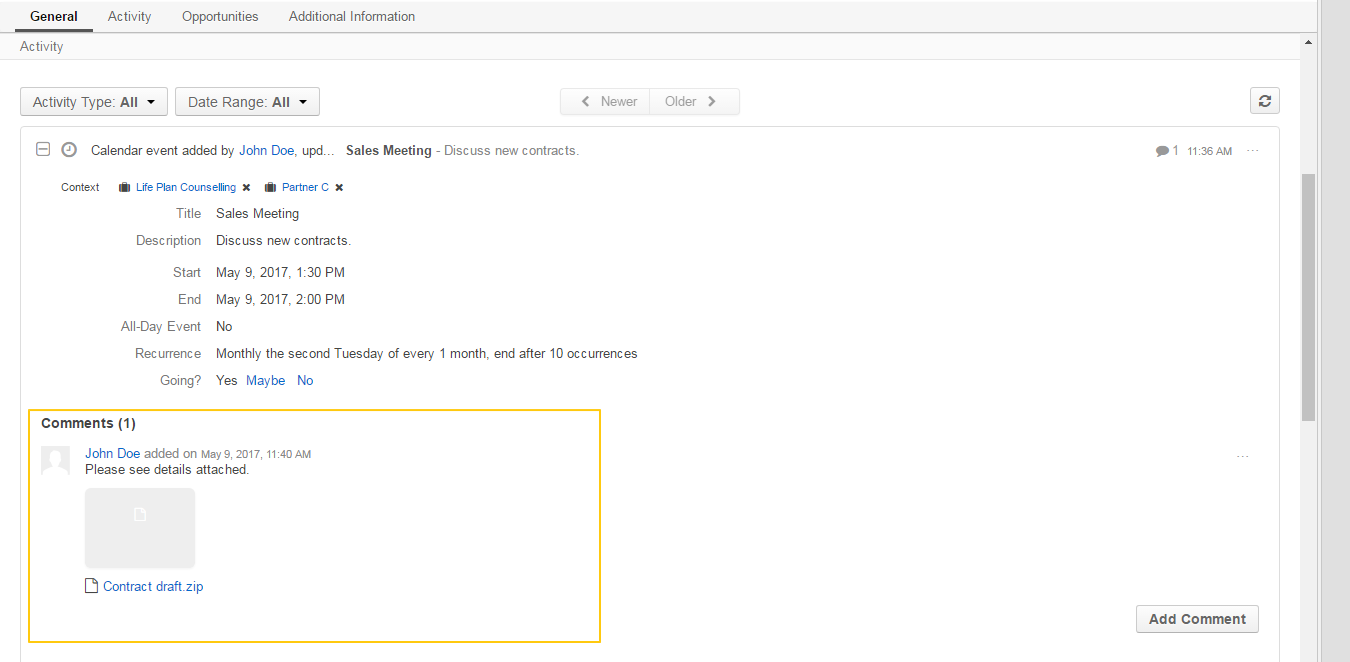 General Activity Opportunities Additional Information
Activity
Activity Type: All Date Range: All Newer Older
Calendar event added by John Doe, upd... Sales Meeting - Discuss new contracts. 1 11:36 AM ...
Context Life Plan Counselling × Partner C ×
Title Sales Meeting
Description Discuss new contracts.
Start May 9, 2017, 1:30 PM
End May 9, 2017, 2:00 PM
All-Day Event No
Recurrence Monthly the second Tuesday of every 1 month, end after 10 occurrences
Going? Yes Maybe No
Comments (1)
John Doe added on May 9, 2017, 11:40 AM ...
Please see details attached.
Contract draft.zip
Add Comment